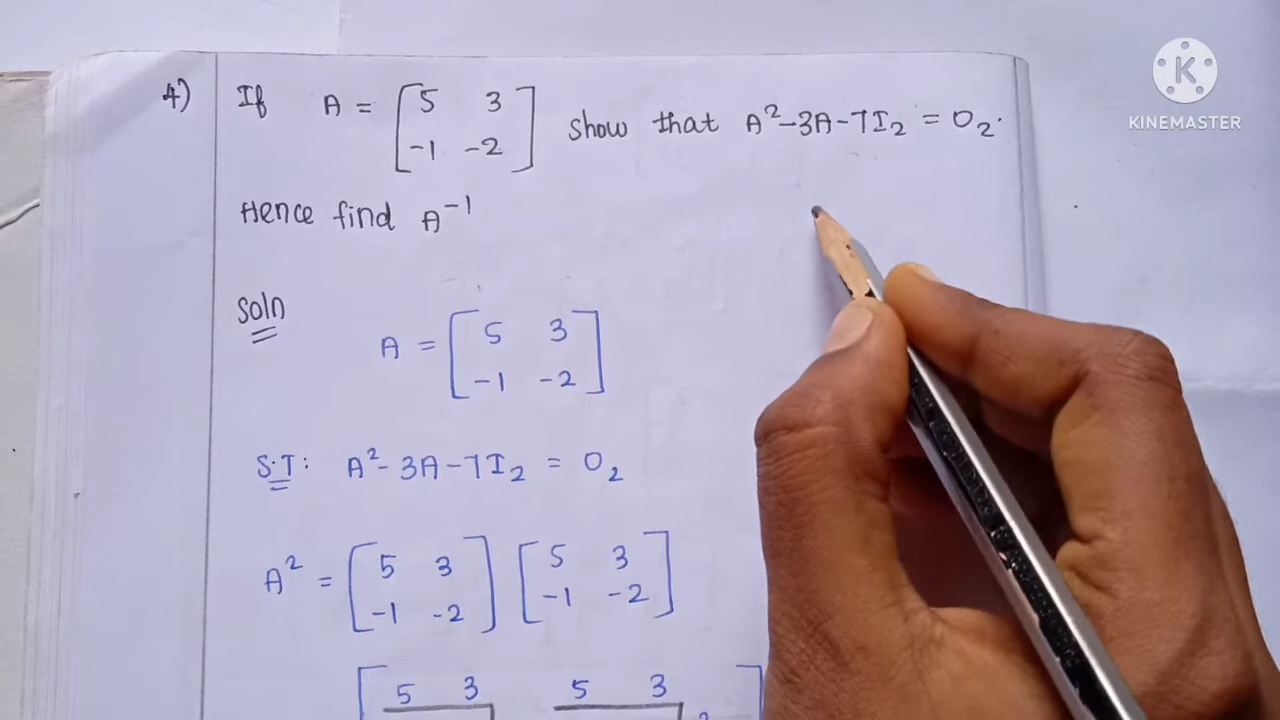 4) If A = [5 3 -1 -2] show that A² - 3A - 7I₂ = O₂.
Hence find A⁻¹
Soln
A = [5 3 -1 -2]
S.T: A² - 3A - 7I₂ = O₂
A² = [5 3 -1 -2] [5 3 -1 -2]
[5 3 5 3]
KINEMASTER